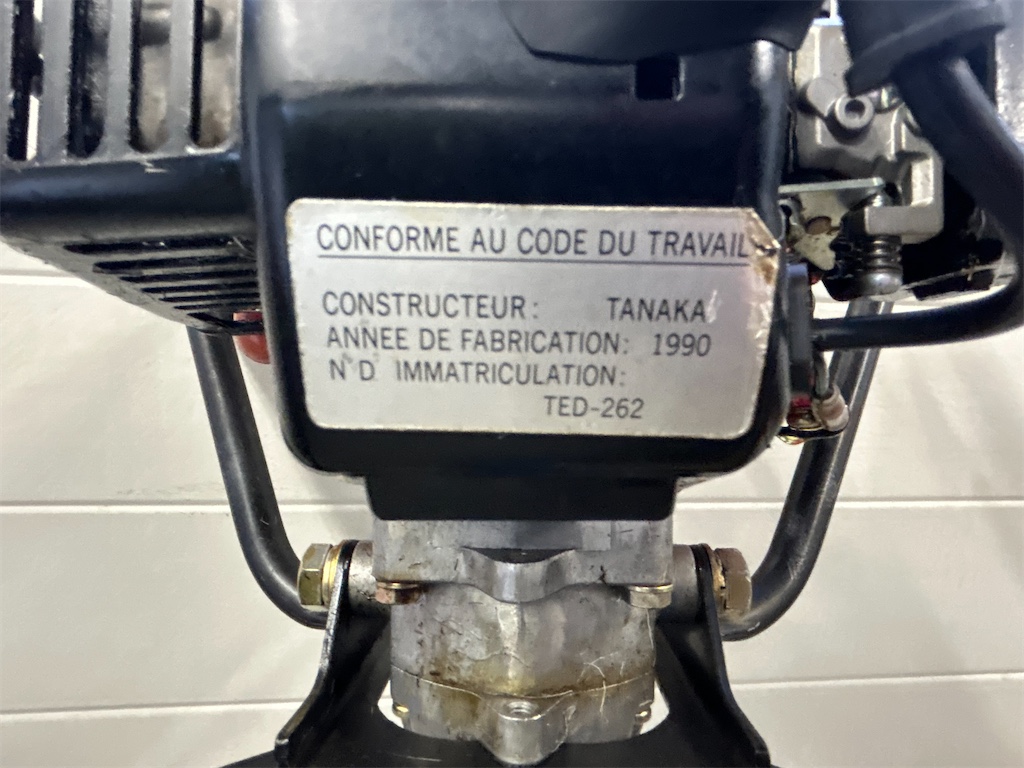 CONFORME AU CODE DU TRAVAIL
CONSTRUCTEUR: TANAKA
ANNEE DE FABRICATION: 1990
N°D' IMMATRICULATION:
TED-262